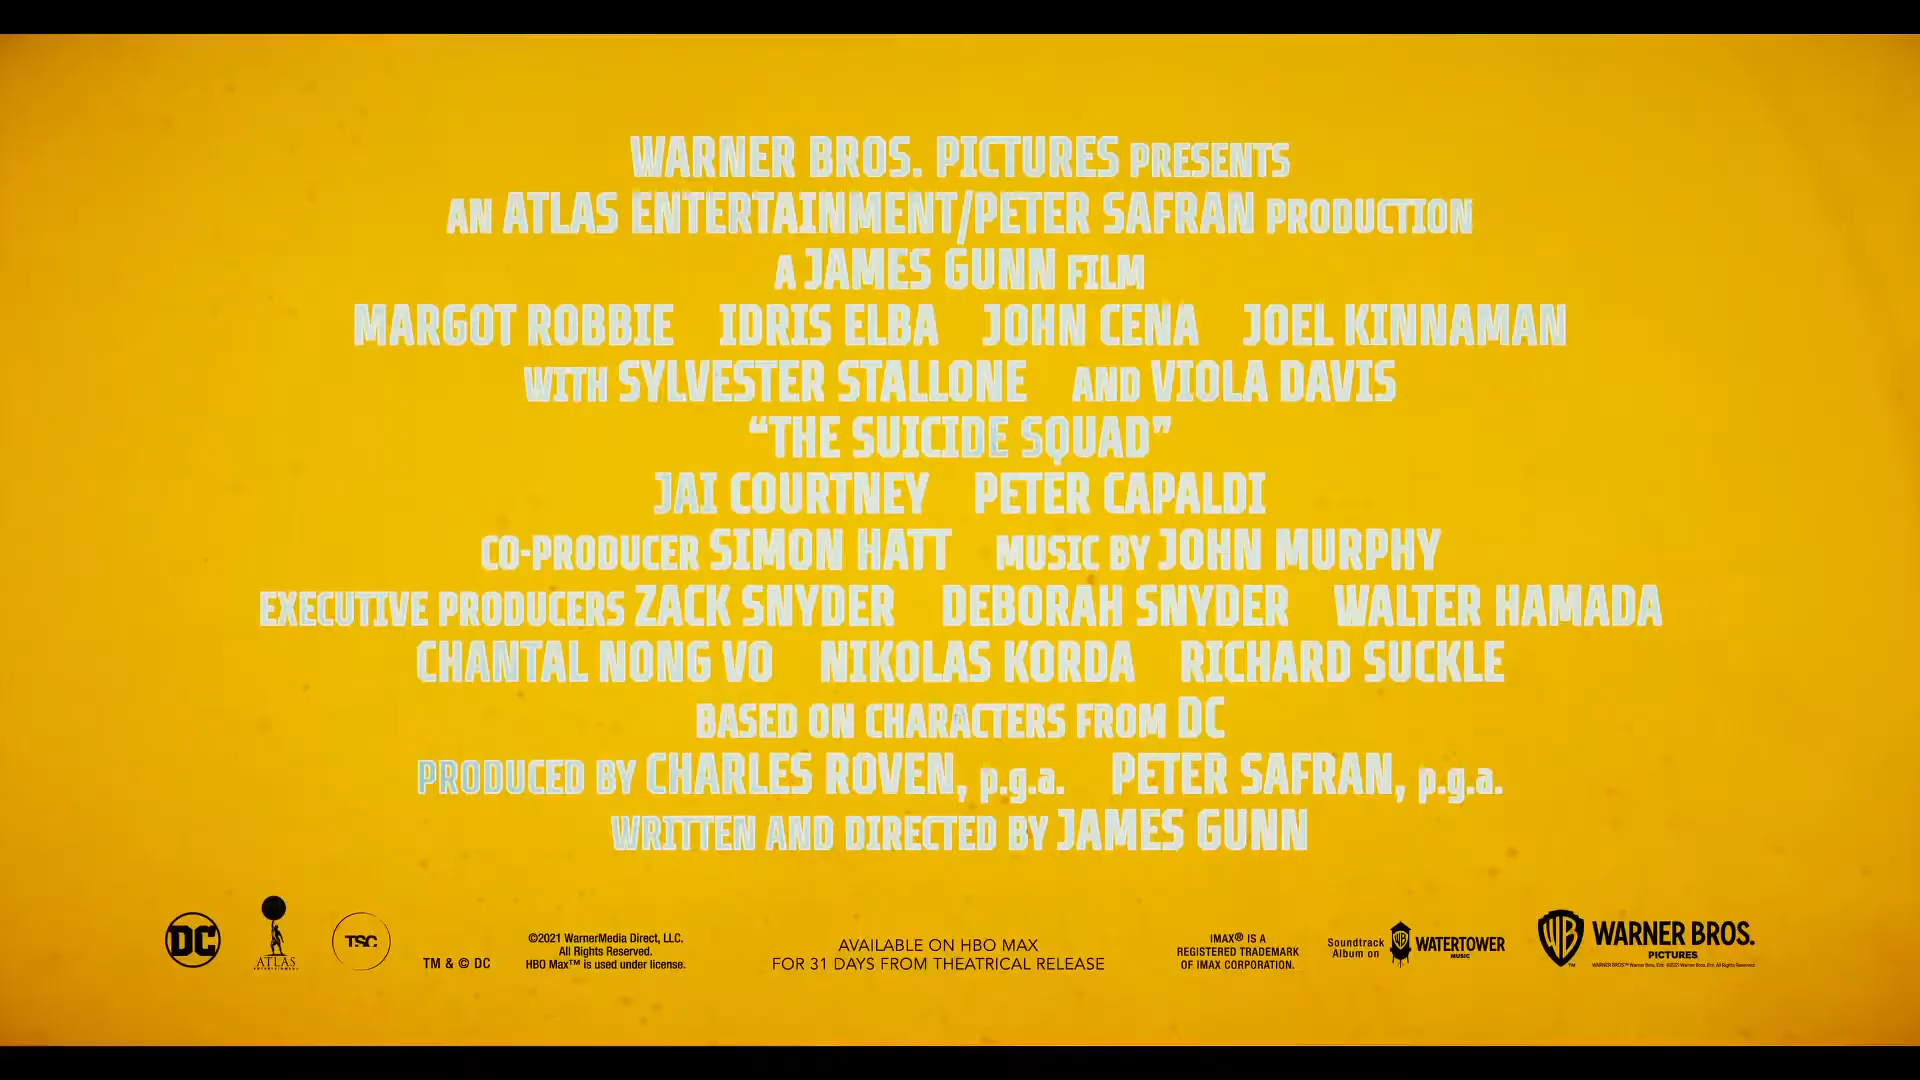 WARNER BROS. PICTURES PRESENTS
AN ATLAS ENTERTAINMENT/PETER SAFRAN PRODUCTION
A JAMES GUNN FILM
MARGOT ROBBIE IDRIS ELBA JOHN CENA JOEL KINNAMAN
WITH SYLVESTER STALLONE AND VIOLA DAVIS
“THE SUICIDE SQUAD”
JAI COURTNEY PETER CAPALDI
CO-PRODUCER SIMON HATT MUSIC BY JOHN MURPHY
EXECUTIVE PRODUCERS ZACK SNYDER DEBORAH SNYDER WALTER HAMADA
CHANTAL NONG VO NIKOLAS KORDA RICHARD SUCKLE
BASED ON CHARACTERS FROM DC
PRODUCED BY CHARLES ROVEN, p.g.a. PETER SAFRAN, p.g.a.
WRITTEN AND DIRECTED BY JAMES GUNN
DC
ATLAS
ENTERTAINMENT
TSC
TM & © DC
©2021 WarnerMedia Direct, LLC.
All Rights Reserved.
HBO Max™ is used under license.
AVAILABLE ON HBO MAX
FOR 31 DAYS FROM THEATRICAL RELEASE
IMAX® IS A
REGISTERED TRADEMARK
OF IMAX CORPORATION.
Soundtrack
Album on
WB
WATERTOWER
MUSIC
WB
™
WARNER BROS.
PICTURES